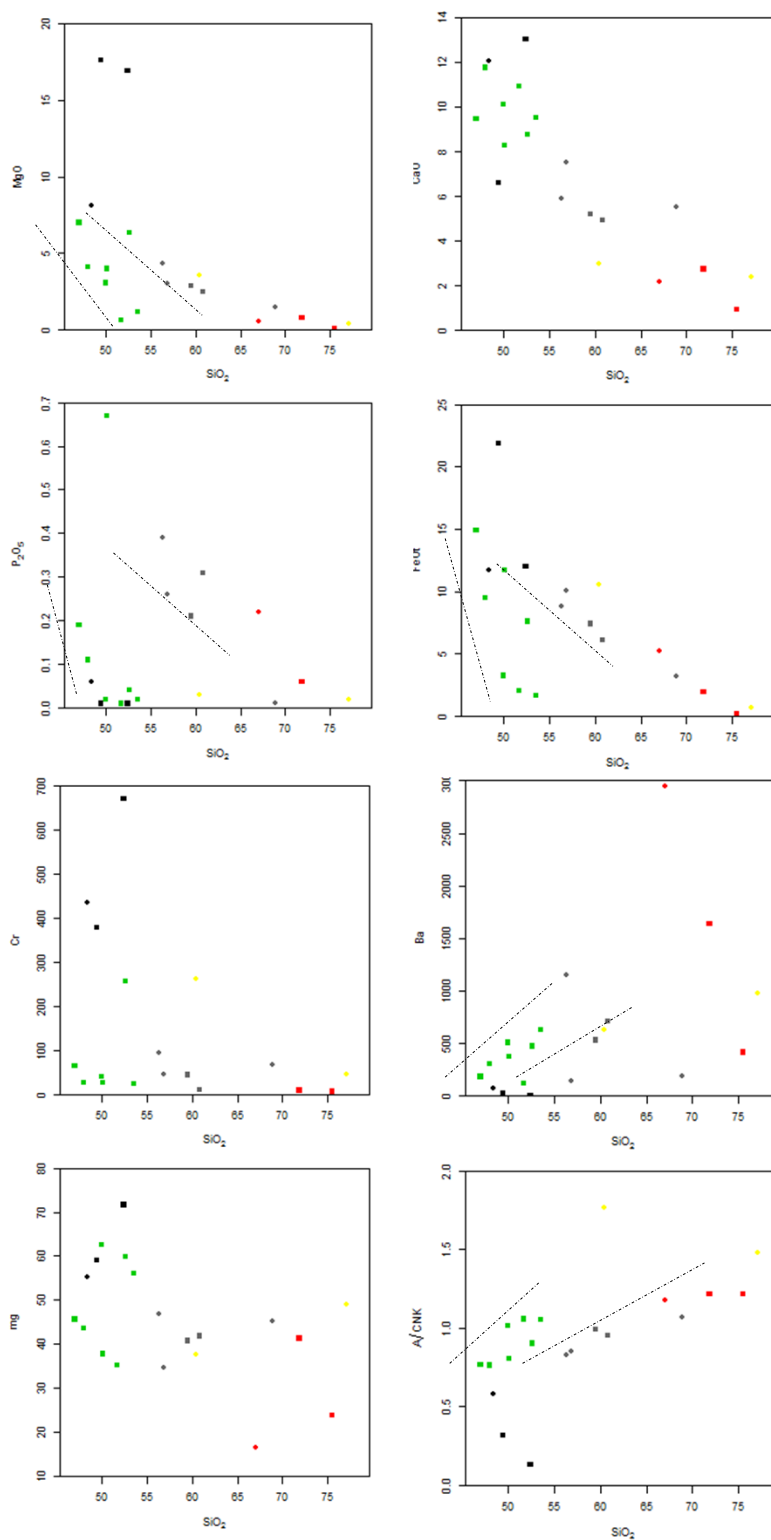 MgO
0 5 10 15 20
50 55 60 65 70 75
SiO₂
CaO
0 2 4 6 8 10 12 14
50 55 60 65 70 75
SiO₂
P₂O₅
0.0 0.1 0.2 0.3 0.4 0.5 0.6 0.7
50 55 60 65 70 75
SiO₂
FeOt
0 5 10 15 20 25
50 55 60 65 70 75
SiO₂
Cr
0 100 200 300 400 500 600 700
50 55 60 65 70 75
SiO₂
Ba
0 500 1000 1500 2000 2500 300
50 55 60 65 70 75
SiO₂
mg
10 20 30 40 50 60 70 80
50 55 60 65 70 75
SiO₂
A/CNK
0.0 0.5 1.0 1.5 2.0
50 55 60 65 70 75
SiO₂